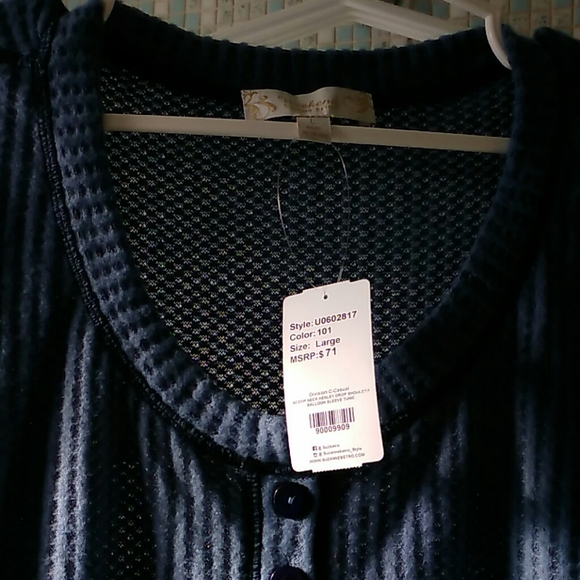 L
Style: U0602817
Color: 101
Size: Large
MSRP:$ 71
Division C-Casual
SCOOP NECK HENLEY DROP SHOULDER
BALLOON SLEEVE TUNIC
90009909